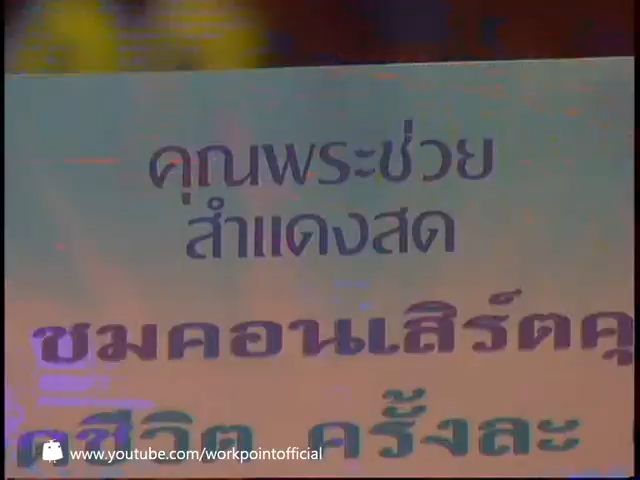 คุณพระช่วย
สำแดงสด
ชมคอนเสิร์ตคุ
ชีวิต ครั้งละ
www.youtube.com/workpointofficial